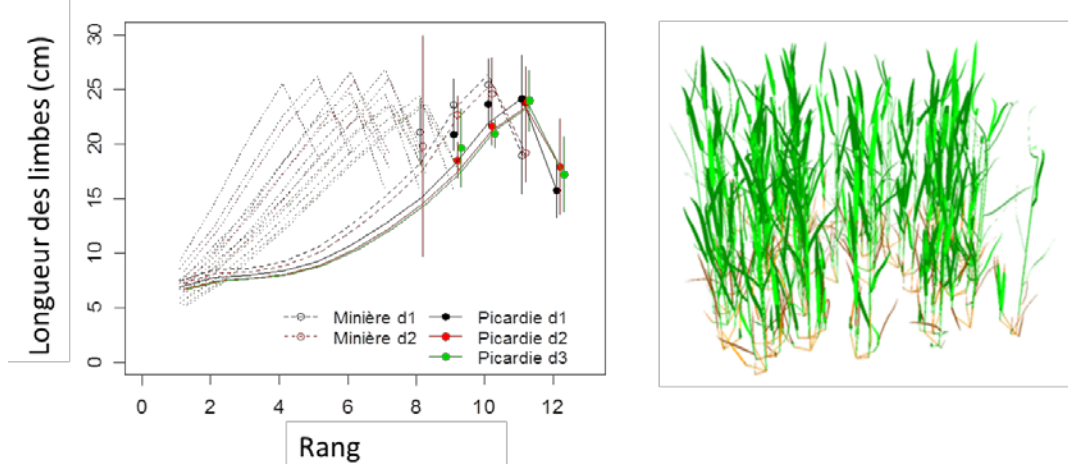 Longueur des limbes (cm)
30
25
20
15
10
5
0
Minière d1
Minière d2
Picardie d1
Picardie d2
Picardie d3
0 2 4 6 8 10 12
Rang